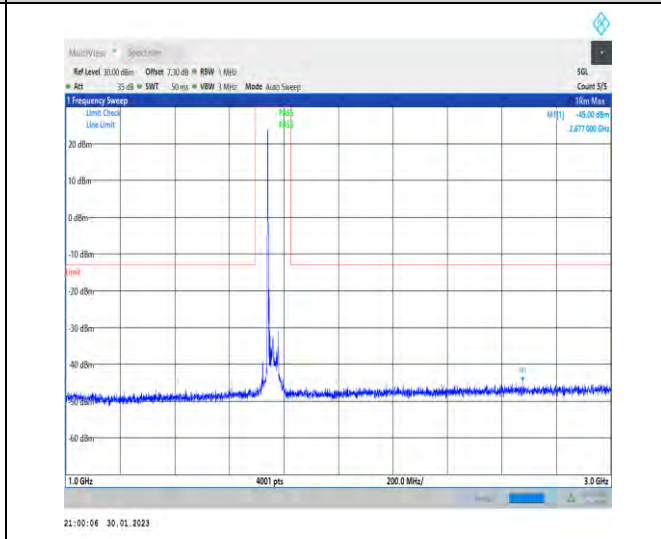 MultiView Spectrum
Ref Level 30.00 dBm Offset 7.30 dB RBW 1 MHz SGL
Att 35 dB SWT 50 ms VBW 3 MHz Mode Auto Sweep Count 5/5
1 Frequency Sweep 1Rm Max
Limit Check PASS M1[1] -45.00 dBm
Line Limit PASS 2.677 000 GHz
20 dBm
10 dBm
0 dBm
-10 dBm
Limit
-20 dBm
-30 dBm
-40 dBm
M1
-50 dBm
-60 dBm
1.0 GHz 4001 pts 200.0 MHz/ 3.0 GHz
21:00:06 30.01.2023